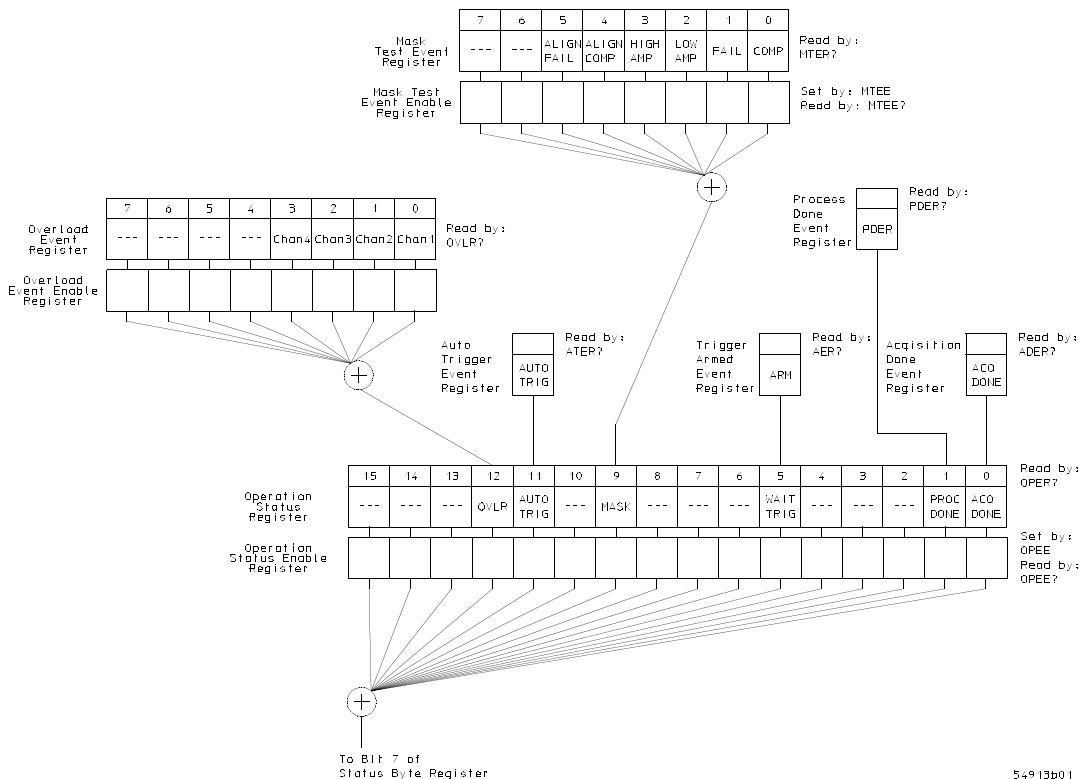 7 6 5 4 3 2 1 0
Mask
Test Event
Register
--- --- ALIGN FAIL ALIGN COMP HIGH AMP LOW AMP FAIL COMP
Read by:
MTER?
Mask Test
Event Enable
Register
Set by: MTEE
Read by: MTEE?
Process
Done
Event
Register
PDER
Read by:
PDER?
7 6 5 4 3 2 1 0
Overload
Event
Register
--- --- --- --- Chan4 Chan3 Chan2 Chan1
Read by:
OVLR?
Overload
Event Enable
Register
Auto
Trigger
Event
Register
AUTO
TRIG
Read by:
ATER?
Trigger
Armed
Event
Register
ARM
Read by:
AER?
Acqisition
Done
Event
Register
ACQ
DONE
Read by:
ADER?
15 14 13 12 11 10 9 8 7 6 5 4 3 2 1 0
Operation
Status
Register
--- --- --- OVLR AUTO TRIG --- MASK --- --- --- WAIT TRIG --- --- --- PROC DONE ACQ DONE
Read by:
OPER?
Operation
Status Enable
Register
Set by:
OPEE
Read by:
OPEE?
To Bit 7 of
Status Byte Register
54913b01